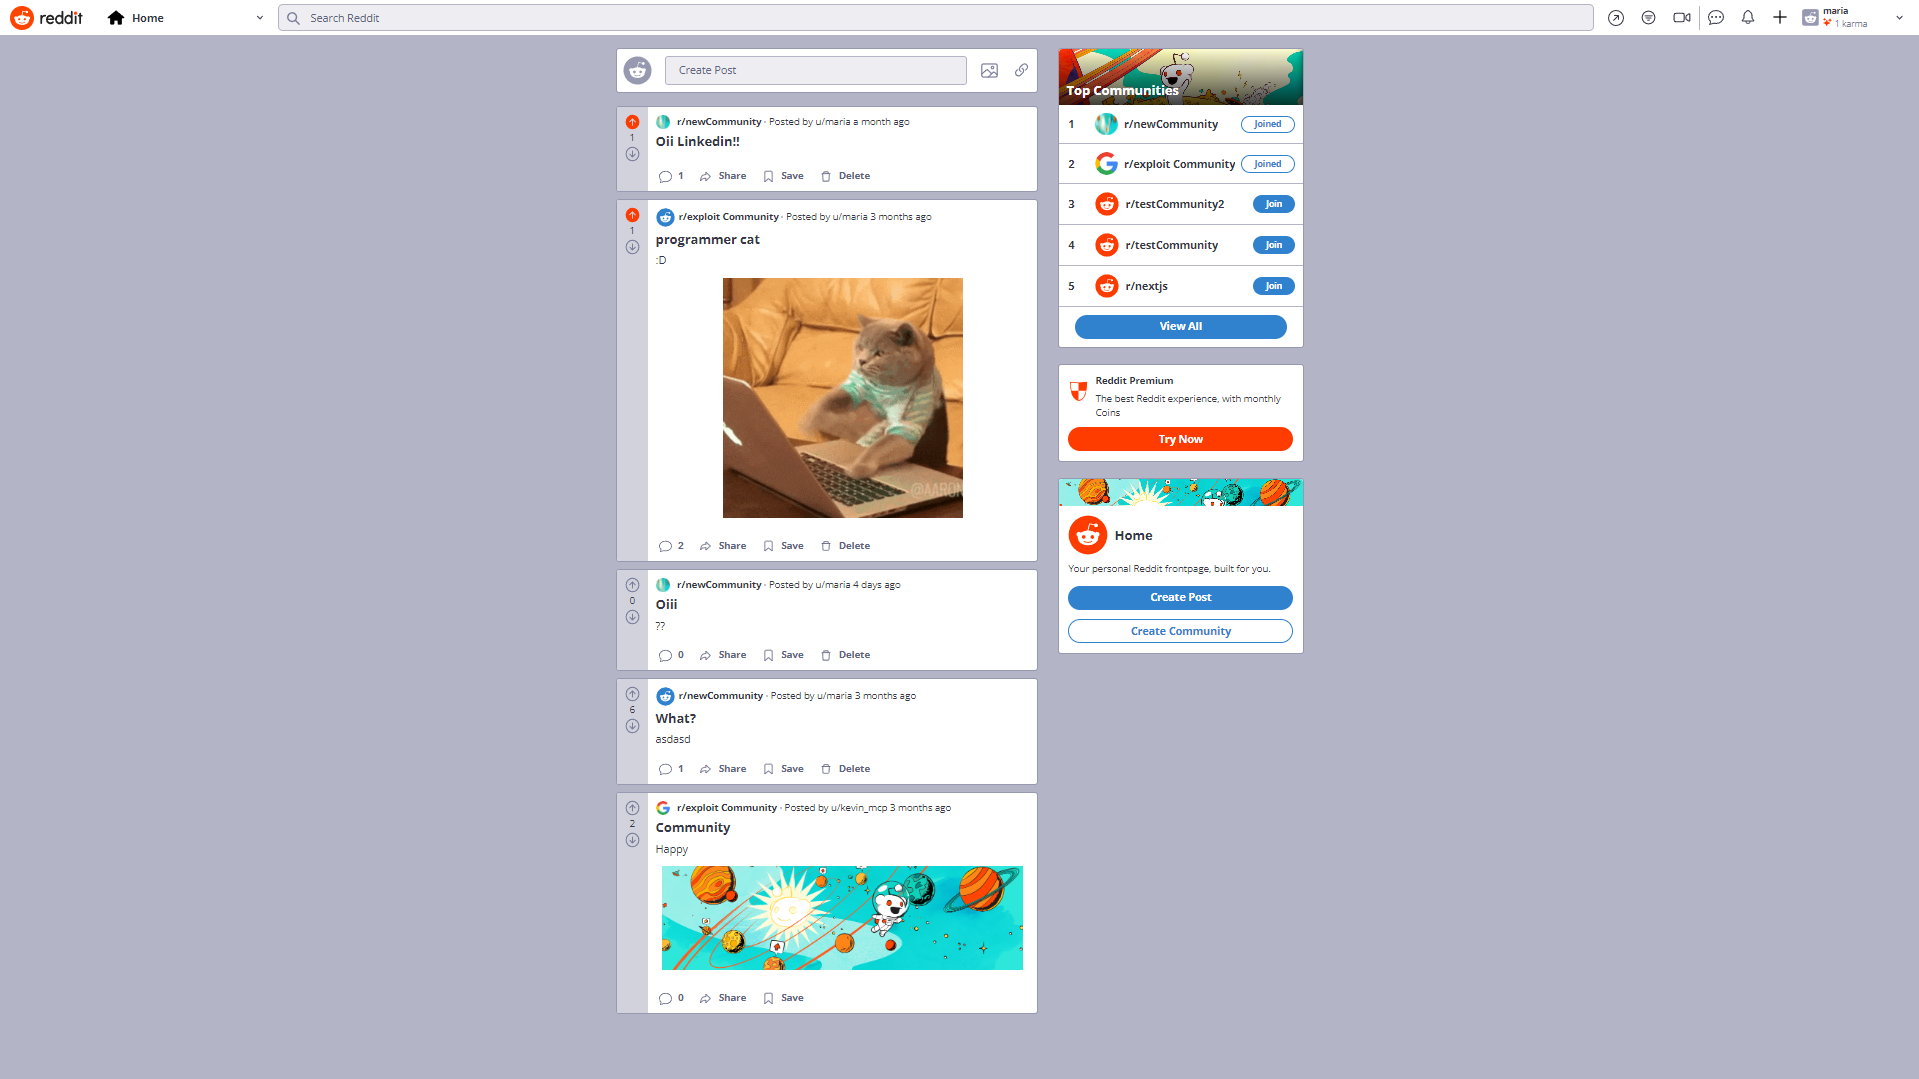 reddit
Home
Search Reddit
maria
1 karma
Create Post
1
r/newCommunity · Posted by u/maria a month ago
Oii Linkedin!!
1 Share Save Delete
1
r/exploit Community · Posted by u/maria 3 months ago
programmer cat
:D
@AARON
2 Share Save Delete
0
r/newCommunity · Posted by u/maria 4 days ago
Oiii
??
0 Share Save Delete
6
r/newCommunity · Posted by u/maria 3 months ago
What?
asdasd
1 Share Save Delete
2
r/exploit Community · Posted by u/kevin_mcp 3 months ago
Community
Happy
0 Share Save
Top Communities
1 r/newCommunity Joined
2 r/exploit Community Joined
3 r/testCommunity2 Join
4 r/testCommunity Join
5 r/nextjs Join
View All
Reddit Premium
The best Reddit experience, with monthly
Coins
Try Now
Home
Your personal Reddit frontpage, built for you.
Create Post
Create Community